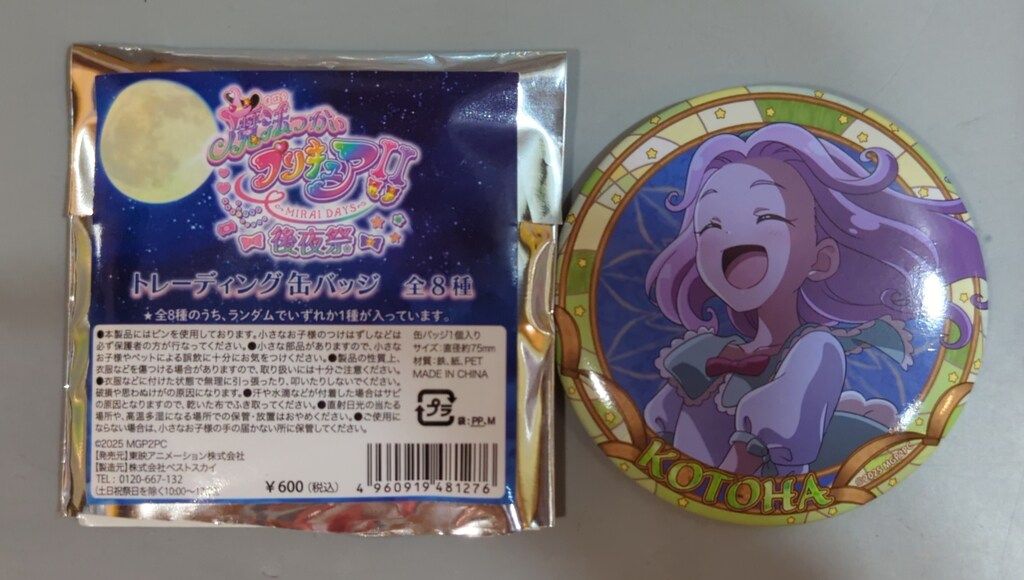 魔法つかい
プリキュア!!
~MIRAI DAYS~
後夜祭
トレーディング缶バッジ 全8種
★全8種のうち、ランダムでいずれか1種が入っています。
●本製品にはピンを使用しております。小さなお子様のつけはずしなどは
必ず保護者の方が行なってください。●小さな部品がありますので、小さな
お子様やペットによる誤飲に十分にお気をつけください。●製品の性質上、
衣服などを傷つける場合がありますので、取り扱いには十分ご注意ください。
●衣服などに付けた状態で無理に引っ張ったり、叩いたりしないでください。
破損や思わぬけがの原因になります。●汗や水滴などが付着した場合はサビ
の原因となりますので、乾いた布でふき取ってください。●直射日光の当たる
場所や、高温多湿になる場所での保管・放置はおやめください。●ご使用に
ならない場合は、小さなお子様の手の届かない所に保管してください。
缶バッジ1個入り
サイズ:直径約75mm
材質:鉄、紙、PET
MADE IN CHINA
プラ
袋:PP,M
©2025 MGP2PC
[発売元]東映アニメーション株式会社
[製造元]株式会社ベストスカイ
TEL:0120-667-132
(土日祝祭日を除く10:00~
¥600(税込)
4 960919 481276
KOTOHA
©2025 MGP2PC